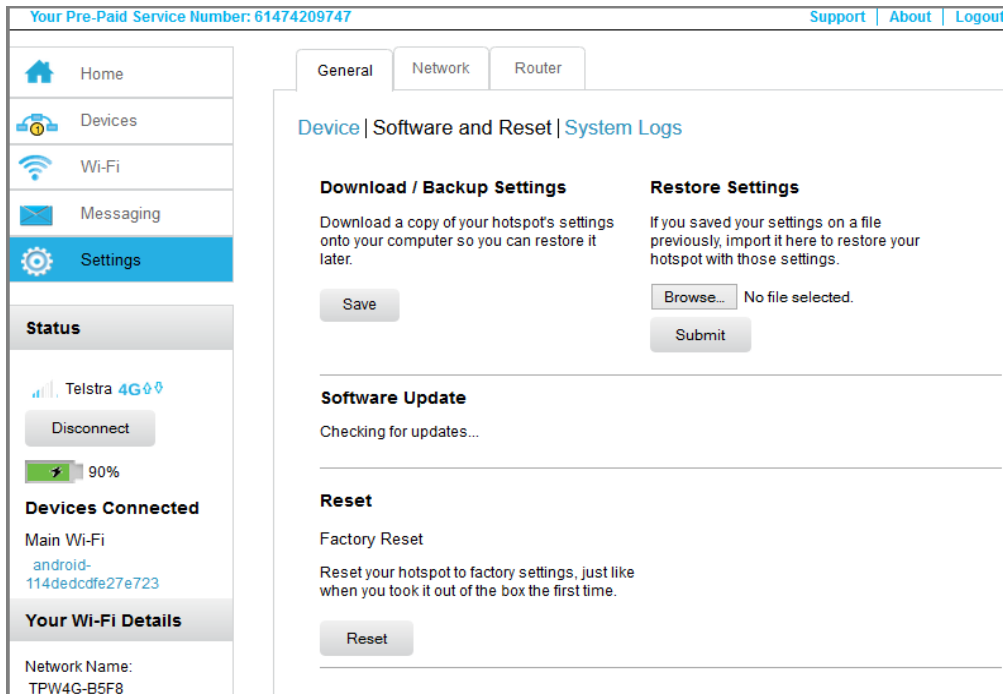 Your Pre-Paid Service Number: 61474209747
Support | About | Logout
Home
Devices
1
Wi-Fi
Messaging
Settings
Status
Telstra 4G
Disconnect
90%
Devices Connected
Main Wi-Fi
android-
114dedcdfe27e723
Your Wi-Fi Details
Network Name:
TPW4G-B5F8
General
Network
Router
Device | Software and Reset | System Logs
Download / Backup Settings
Download a copy of your hotspot's settings
onto your computer so you can restore it
later.
Save
Restore Settings
If you saved your settings on a file
previously, import it here to restore your
hotspot with those settings.
Browse... No file selected.
Submit
Software Update
Checking for updates...
Reset
Factory Reset
Reset your hotspot to factory settings, just like
when you took it out of the box the first time.
Reset